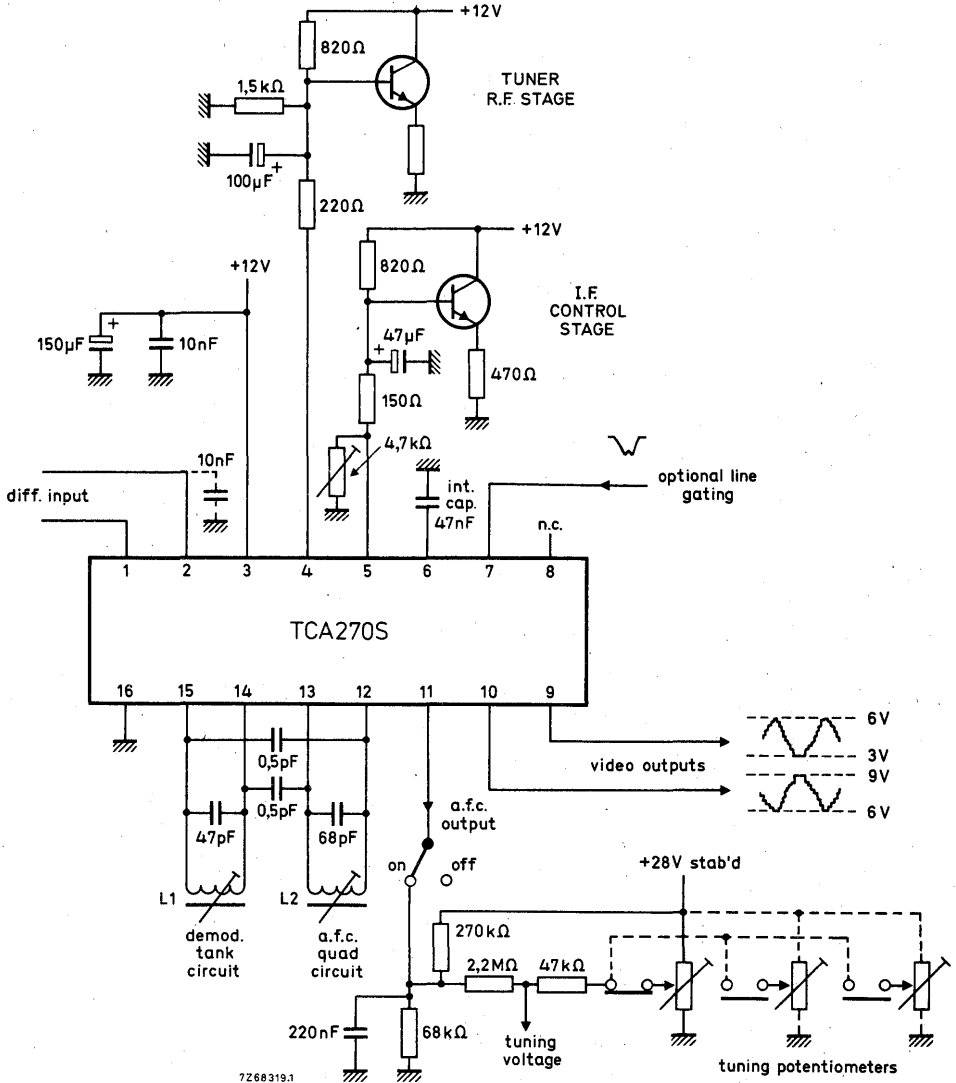 +12V
820Ω
TUNER
R.F. STAGE
1,5kΩ
+
100μF
220Ω
+12V
820Ω
+12V
I.F.
CONTROL
STAGE
+
150μF
10nF
47μF
+
470Ω
150Ω
4,7kΩ
10nF
diff. input
int.
cap.
47nF
optional line
gating
n.c.
1 2 3 4 5 6 7 8
TCA270S
16 15 14 13 12 11 10 9
0,5pF
0,5pF
47pF
68pF
video outputs
6V
3V
9V
6V
a.f.c.
output
on
off
+28V stab'd
L1
L2
demod.
tank
circuit
a.f.c.
quad
circuit
270kΩ
2,2MΩ
47kΩ
220nF
68kΩ
tuning
voltage
tuning potentiometers
7Z68319.1